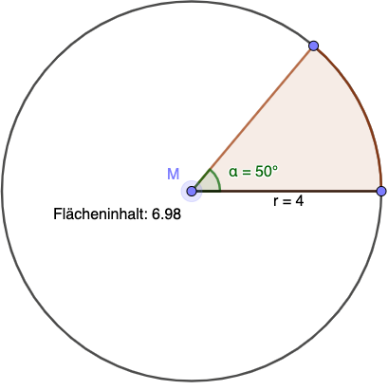 M
α = 50°
r = 4
Flächeninhalt: 6.98